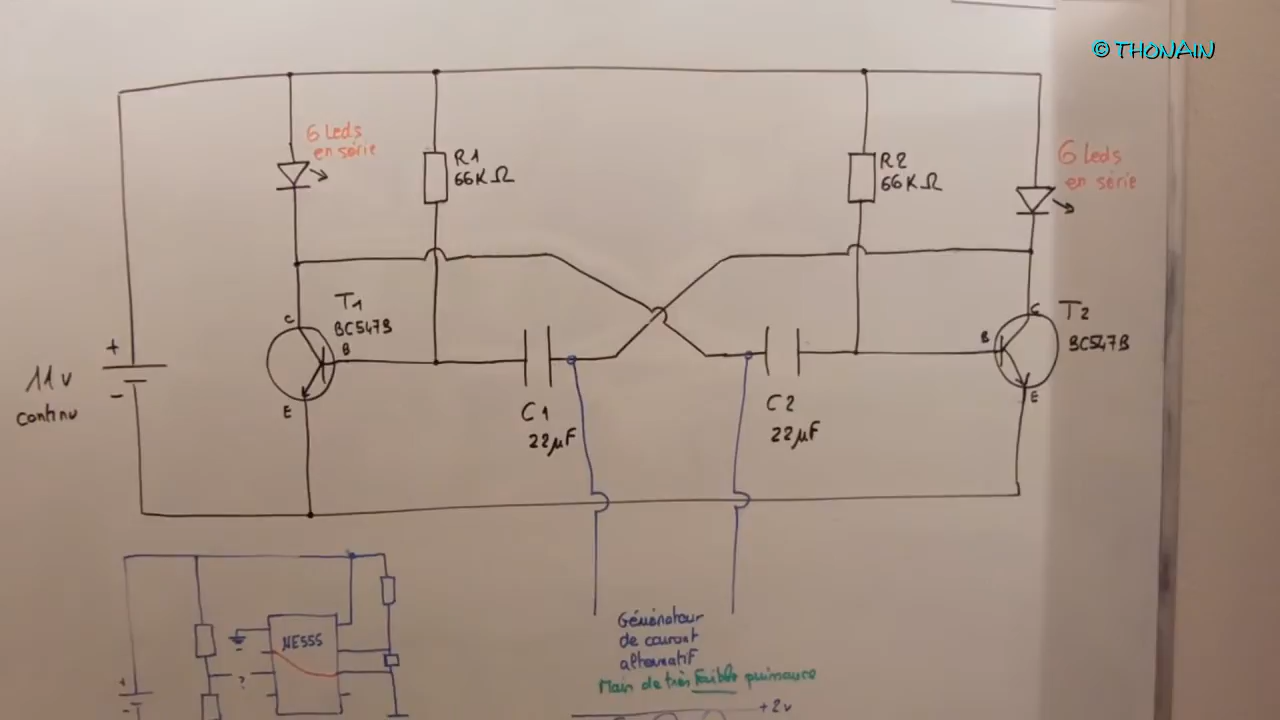 © THONAIN
6 Leds
en série
R1
66KΩ
R2
66KΩ
6 Leds
en série
T1
BC547B
C
B
E
T2
BC547B
C
B
E
+
11v
-
continu
C1
22µF
C2
22µF
NE555
?
+
-
Générateur
de courant
alternatif
Main de très faible puissance
+2v